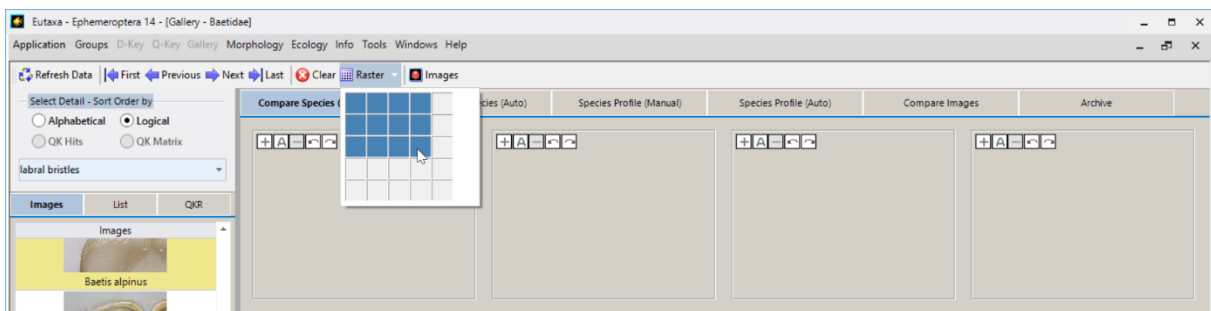 Eutaxa - Ephemeroptera 14 - [Gallery - Baetidae]
Application Groups D-Key Q-Key Gallery Morphology Ecology Info Tools Windows Help
Refresh Data First Previous Next Last Clear Raster Images
Select Detail - Sort Order by
Alphabetical Logical
QK Hits QK Matrix
labral bristles
Images List QKR
Images
Baetis alpinus
Compare Species ( cies (Auto) Species Profile (Manual) Species Profile (Auto) Compare Images Archive
A A A A